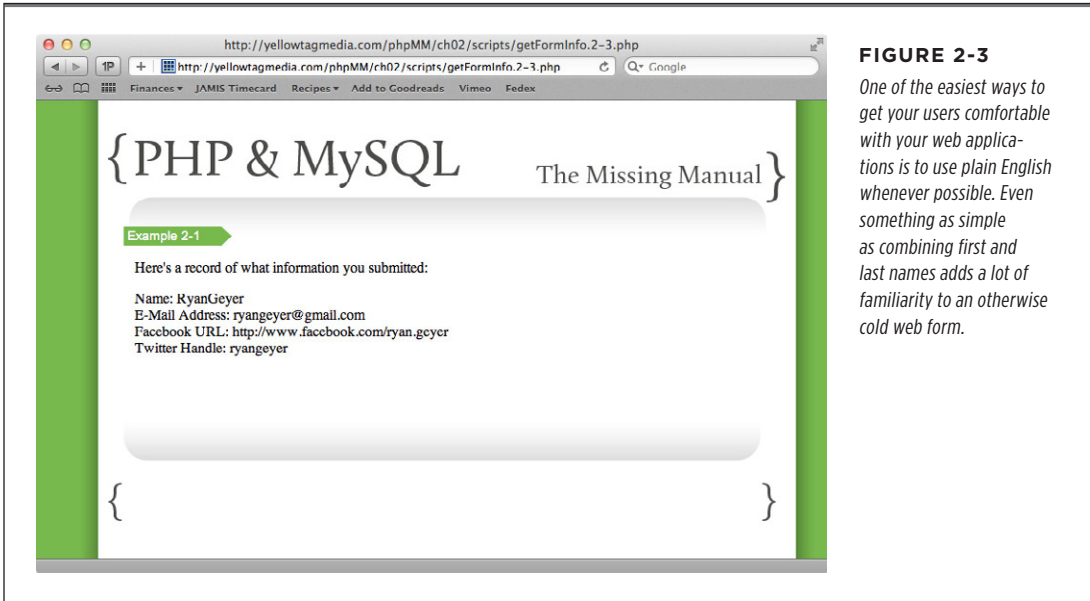 http://yellowtagmedia.com/phpMM/ch02/scripts/getFormInfo.2-3.php
1P
+
http://yellowtagmedia.com/phpMM/ch02/scripts/getFormInfo.2-3.php
Google
Finances JAMIS Timecard Recipes Add to Goodreads Vimeo Fedex
{PHP & MySQL The Missing Manual}
Example 2-1
Here's a record of what information you submitted:
Name: RyanGeyer
E-Mail Address: ryangeyer@gmail.com
Facebook URL: http://www.facebook.com/ryan.geyer
Twitter Handle: ryangeyer
{ }
FIGURE 2-3
One of the easiest ways to
get your users comfortable
with your web applica-
tions is to use plain English
whenever possible. Even
something as simple
as combining first and
last names adds a lot of
familiarity to an otherwise
cold web form.